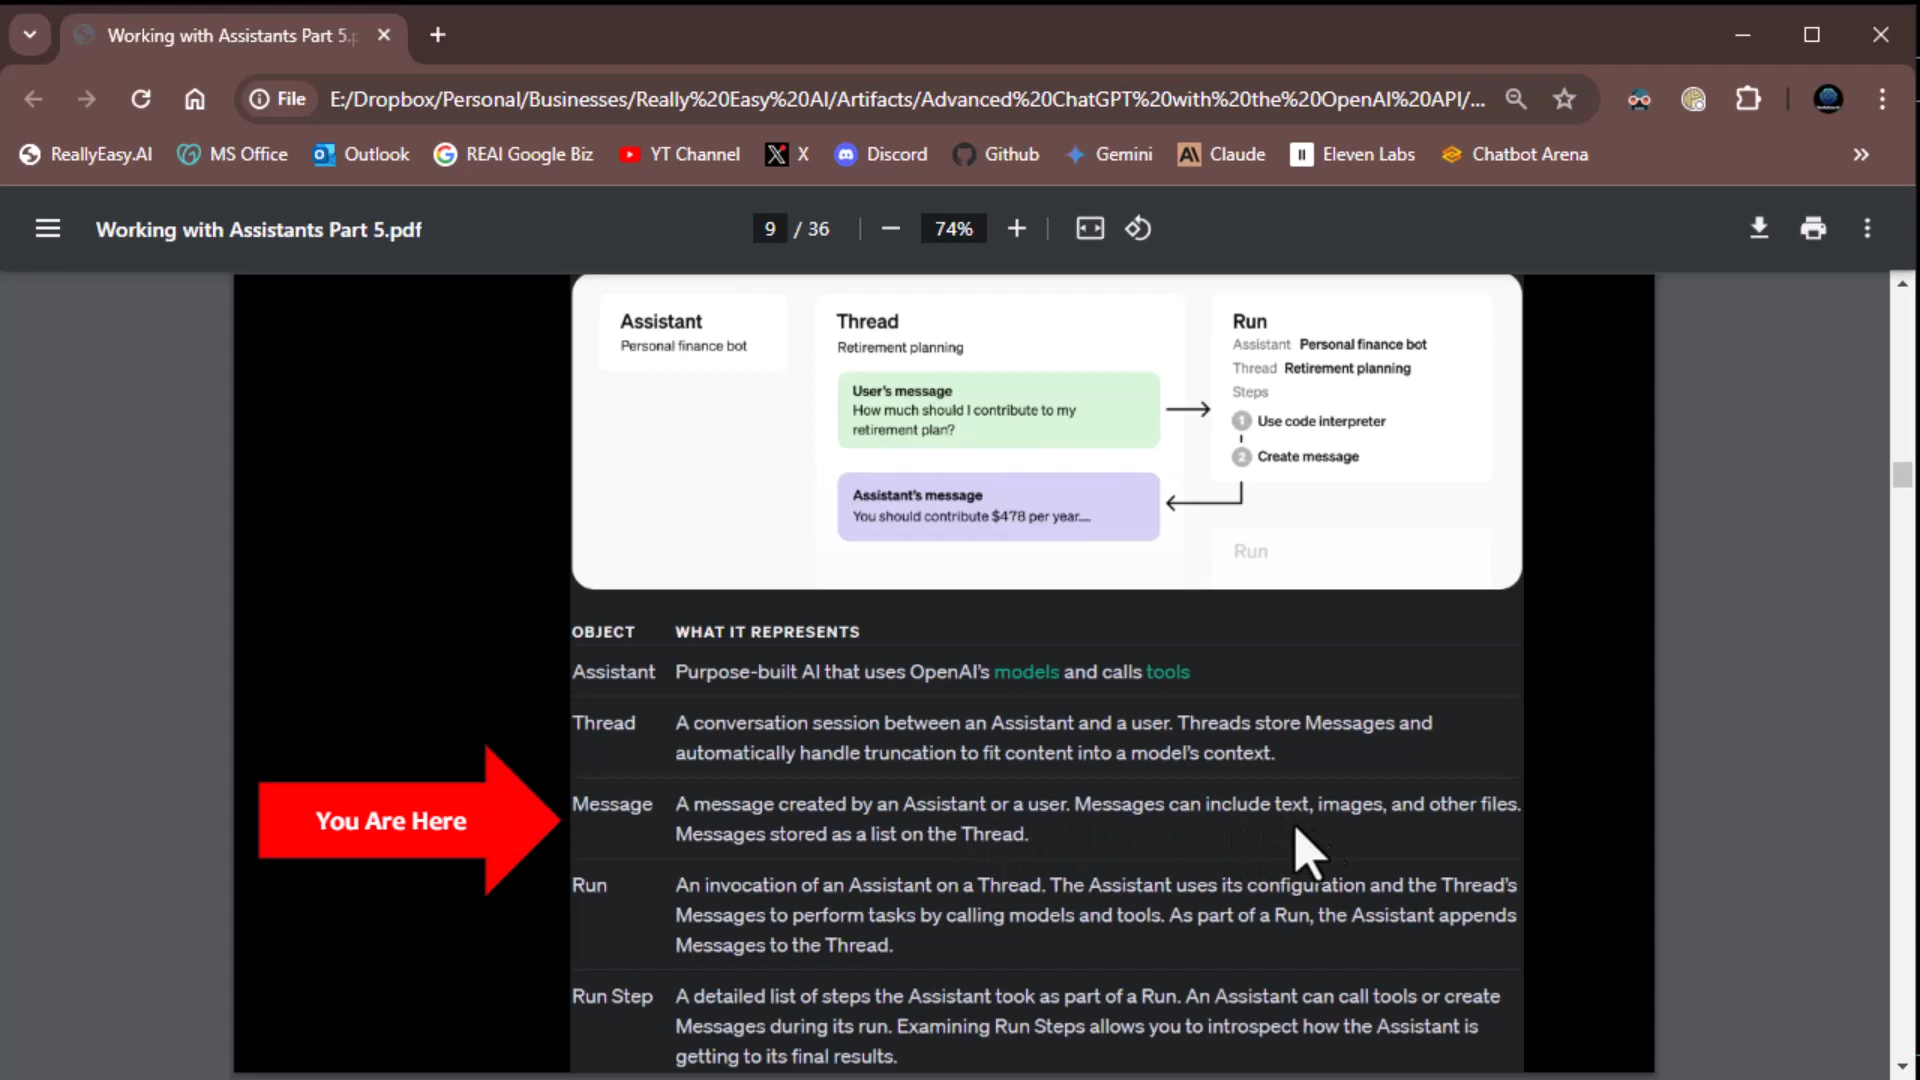 Working with Assistants Part 5.p
File
E:/Dropbox/Personal/Businesses/Really%20Easy%20AI/Artifacts/Advanced%20ChatGPT%20with%20the%20OpenAI%20API/...
ReallyEasy.AI
MS Office
Outlook
REAI Google Biz
YT Channel
X
Discord
Github
Gemini
Claude
Eleven Labs
Chatbot Arena
Working with Assistants Part 5.pdf
9 / 36
74%
Assistant
Personal finance bot
Thread
Retirement planning
User's message
How much should I contribute to my
retirement plan?
Assistant's message
You should contribute $478 per year....
Run
Assistant Personal finance bot
Thread Retirement planning
Steps
1 Use code interpreter
2 Create message
Run
OBJECT WHAT IT REPRESENTS
Assistant Purpose-built AI that uses OpenAI's models and calls tools
Thread A conversation session between an Assistant and a user. Threads store Messages and
automatically handle truncation to fit content into a model's context.
You Are Here
Message A message created by an Assistant or a user. Messages can include text, images, and other files.
Messages stored as a list on the Thread.
Run An invocation of an Assistant on a Thread. The Assistant uses its configuration and the Thread's
Messages to perform tasks by calling models and tools. As part of a Run, the Assistant appends
Messages to the Thread.
Run Step A detailed list of steps the Assistant took as part of a Run. An Assistant can call tools or create
Messages during its run. Examining Run Steps allows you to introspect how the Assistant is
getting to its final results.